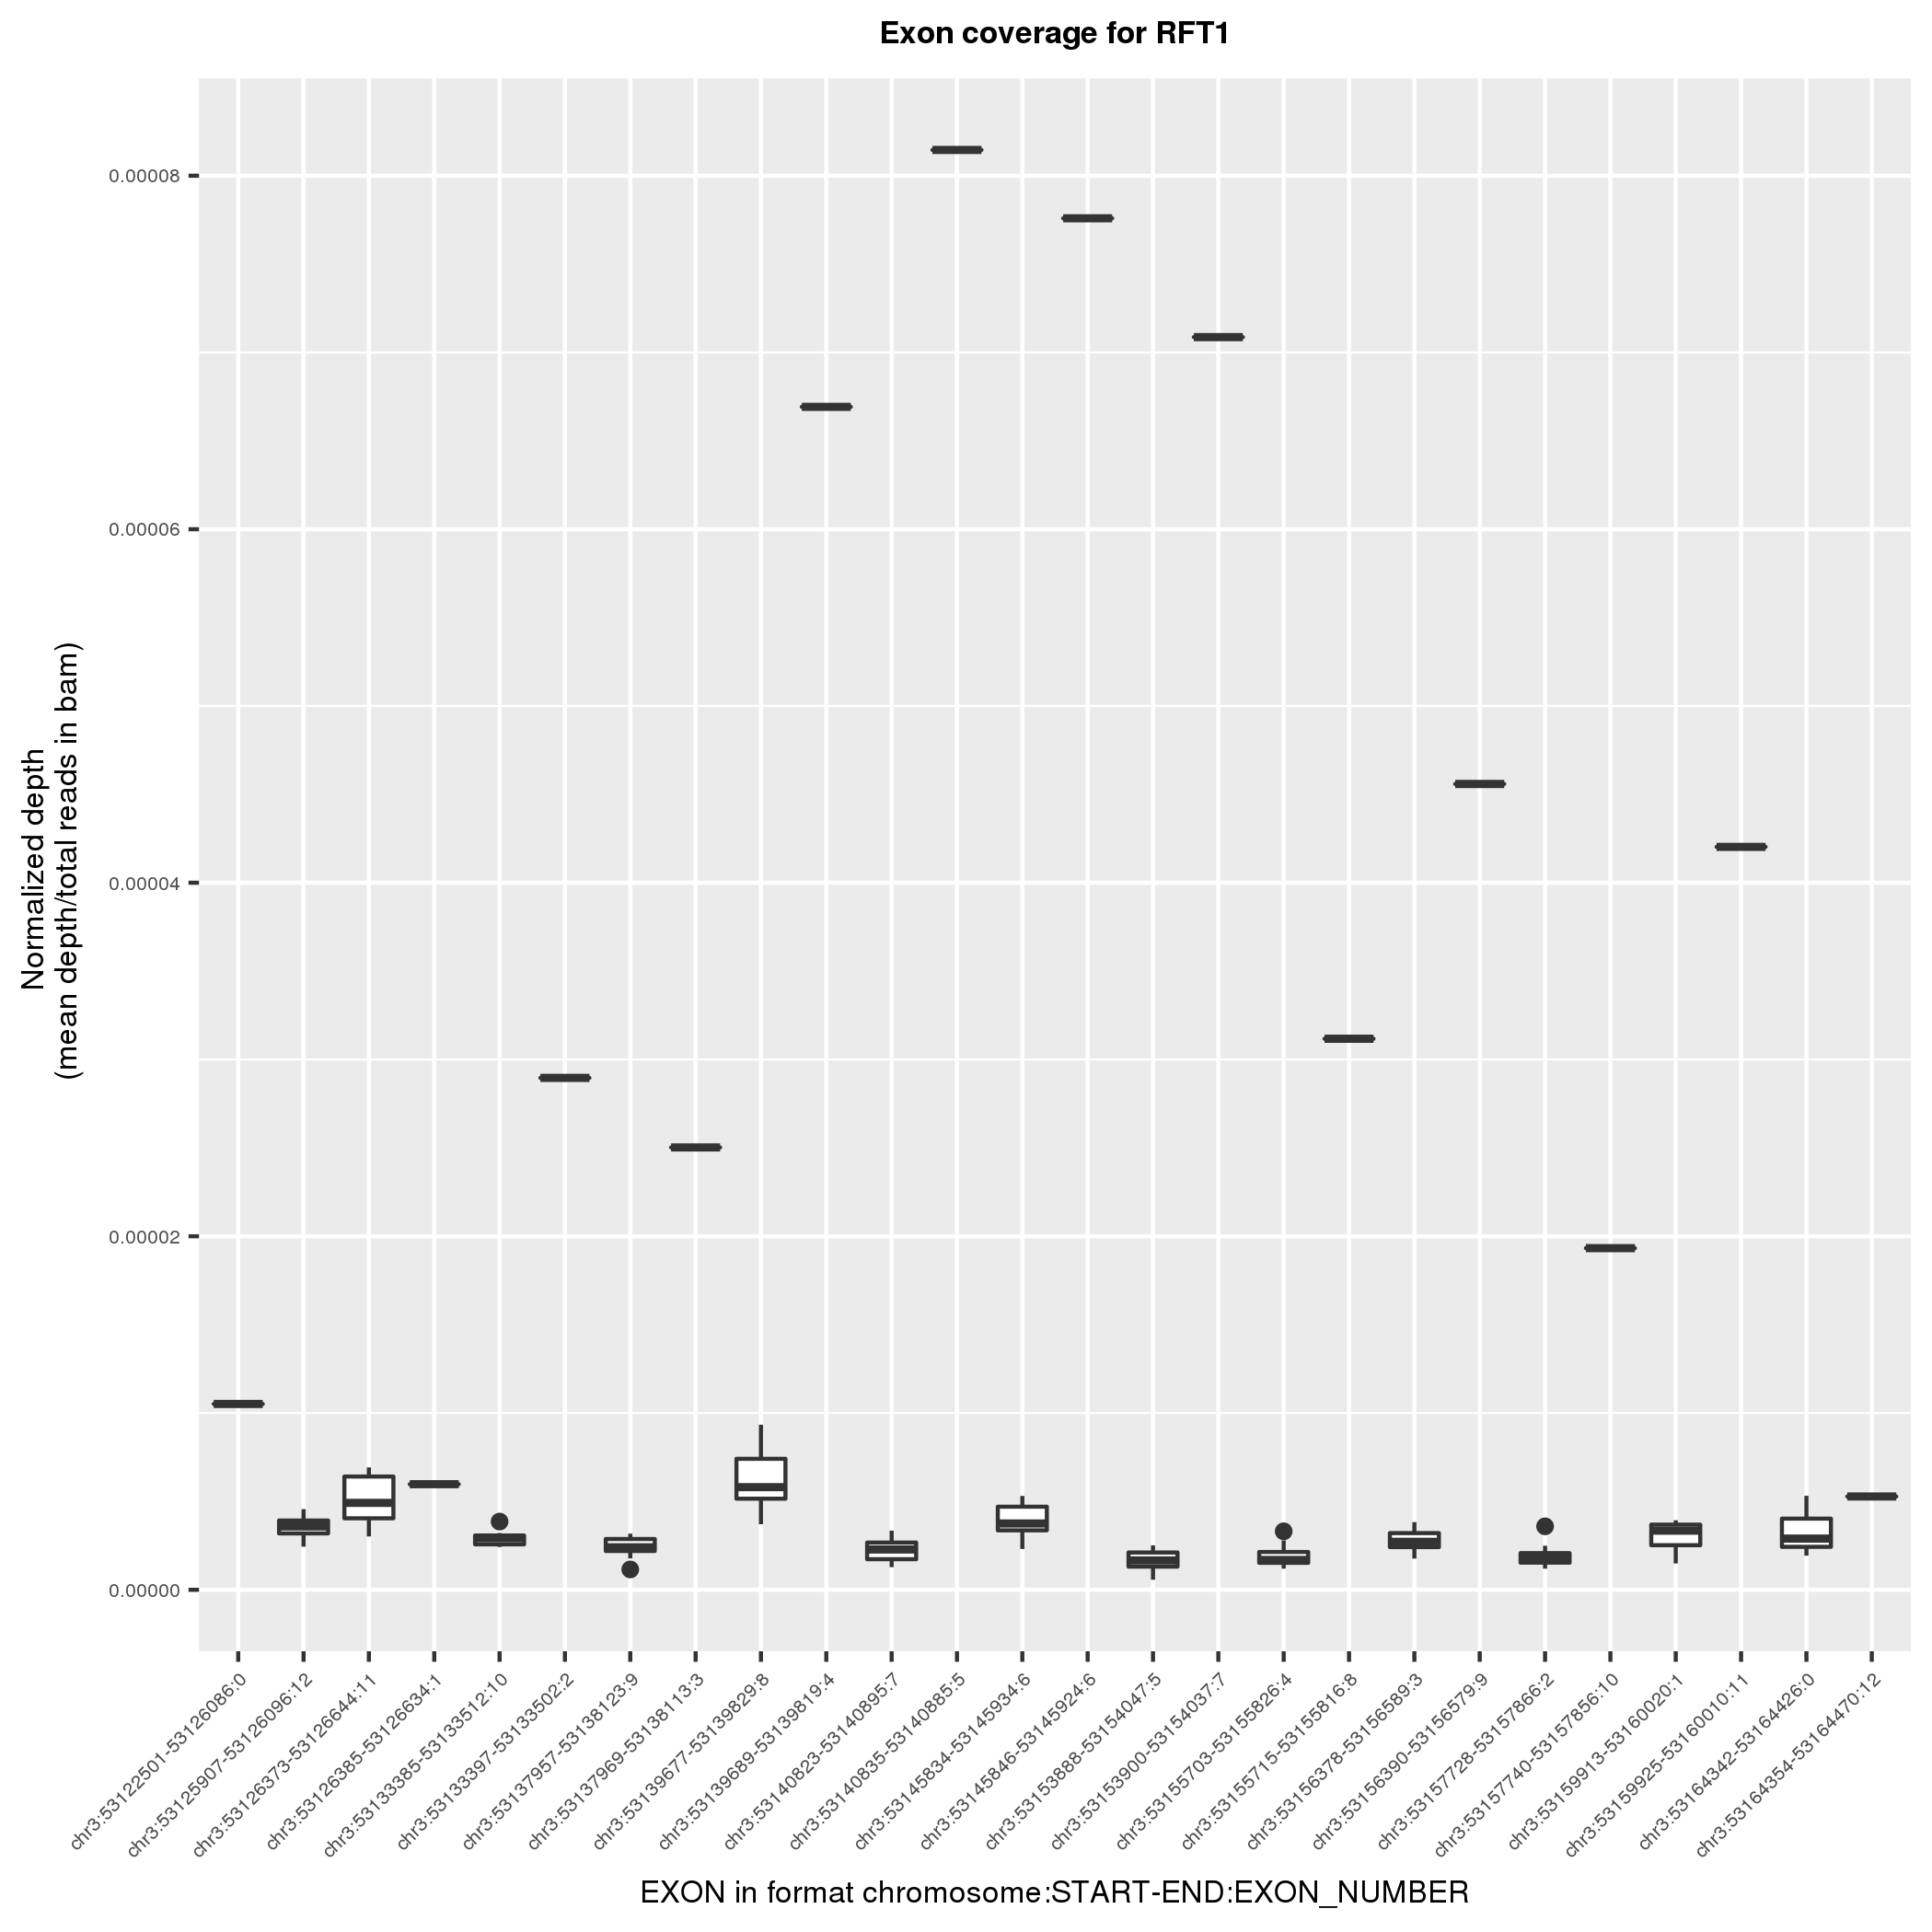 Exon coverage for RFT1
Normalized depth
(mean depth/total reads in bam)
0.00008
0.00006
0.00004
0.00002
0.00000
chr3:53122501-53126086:0
chr3:53125907-53126096:12
chr3:53126373-53126644:11
chr3:53126385-53126634:1
chr3:53133385-53133512:10
chr3:53133397-53133502:2
chr3:53137957-53138123:9
chr3:53137969-53138113:3
chr3:53139677-53139829:8
chr3:53139689-53139819:4
chr3:53140823-53140895:7
chr3:53140835-53140885:5
chr3:53145834-53145934:6
chr3:53145846-53145924:6
chr3:53153888-53154047:5
chr3:53153900-53154037:7
chr3:53155703-53155826:4
chr3:53155715-53155816:8
chr3:53156378-53156589:3
chr3:53156390-53156579:9
chr3:53157728-53157866:2
chr3:53157740-53157856:10
chr3:53159913-53160020:1
chr3:53159925-53160010:11
chr3:53164342-53164426:0
chr3:53164354-53164470:12
EXON in format chromosome:START-END:EXON_NUMBER